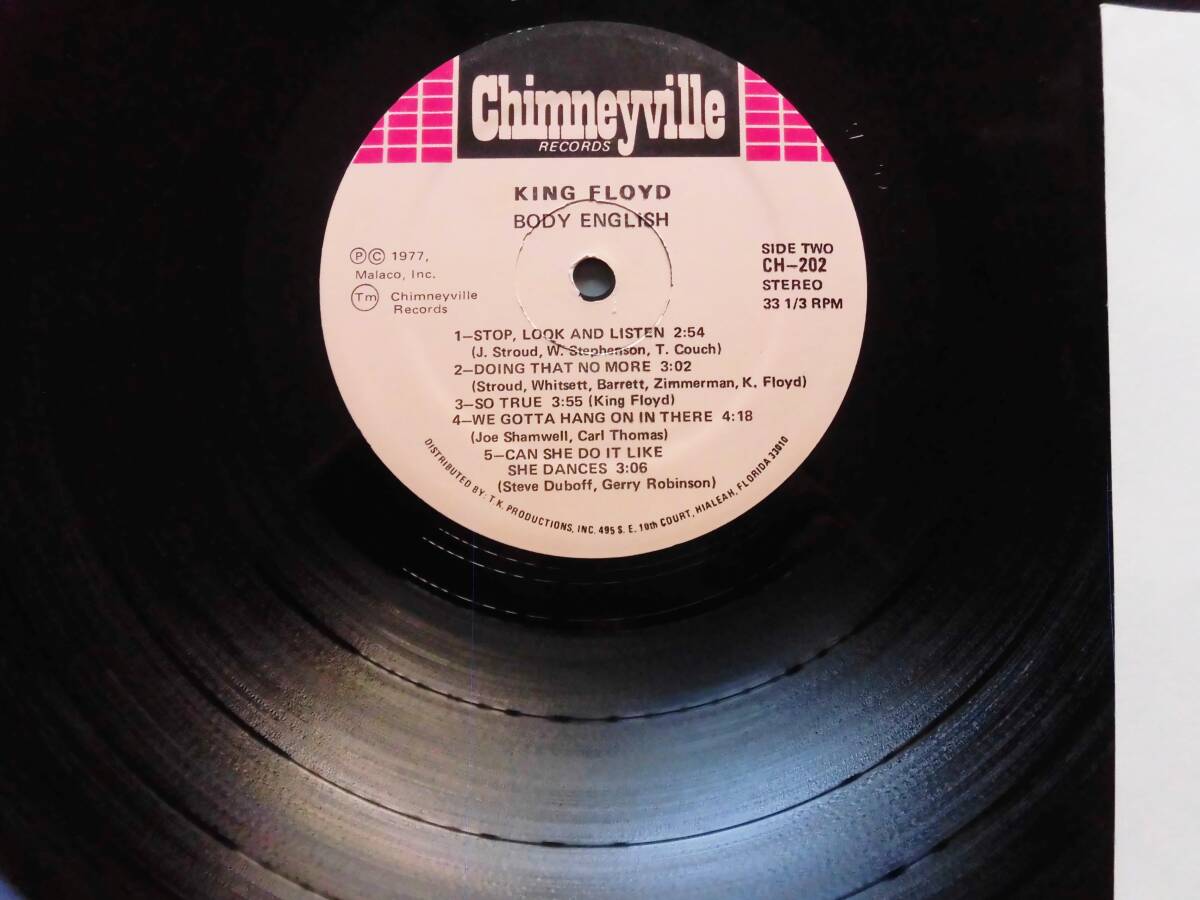 Chimneyville
RECORDS
KING FLOYD
BODY ENGLISH
Ⓟ© 1977,
Malaco, Inc.
Tm Chimneyville
Records
SIDE TWO
CH–202
STEREO
33 1/3 RPM
1–STOP, LOOK AND LISTEN 2:54
(J. Stroud, W. Stephenson, T. Couch)
2–DOING THAT NO MORE 3:02
(Stroud, Whitsett, Barrett, Zimmerman, K. Floyd)
3–SO TRUE 3:55 (King Floyd)
4–WE GOTTA HANG ON IN THERE 4:18
(Joe Shamwell, Carl Thomas)
5–CAN SHE DO IT LIKE
SHE DANCES 3:06
(Steve Duboff, Gerry Robinson)
DISTRIBUTED BY: T.K. PRODUCTIONS, INC. 495 S. E. 10th COURT, HIALEAH, FLORIDA 33010